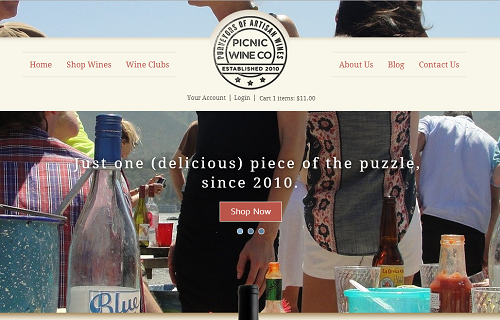 PURVEYORS OF ARTISAN WINES
PICNIC
WINE CO
ESTABLISHED 2010
Home Shop Wines Wine Clubs
About Us Blog Contact Us
Your Account | Login | Cart 1 items: $11.00
Just one (delicious) piece of the puzzle,
since 2010.
Shop Now
Blue